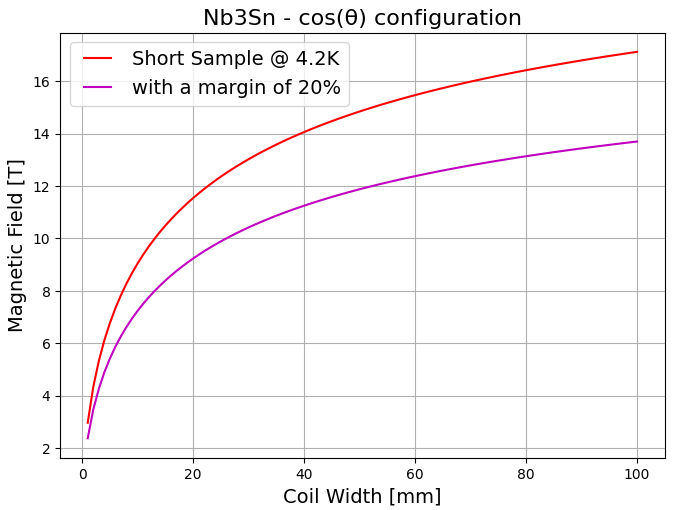 Nb3Sn - cos(θ) configuration
Short Sample @ 4.2K
with a margin of 20%
Magnetic Field [T]
16
14
12
10
8
6
4
2
0 20 40 60 80 100
Coil Width [mm]